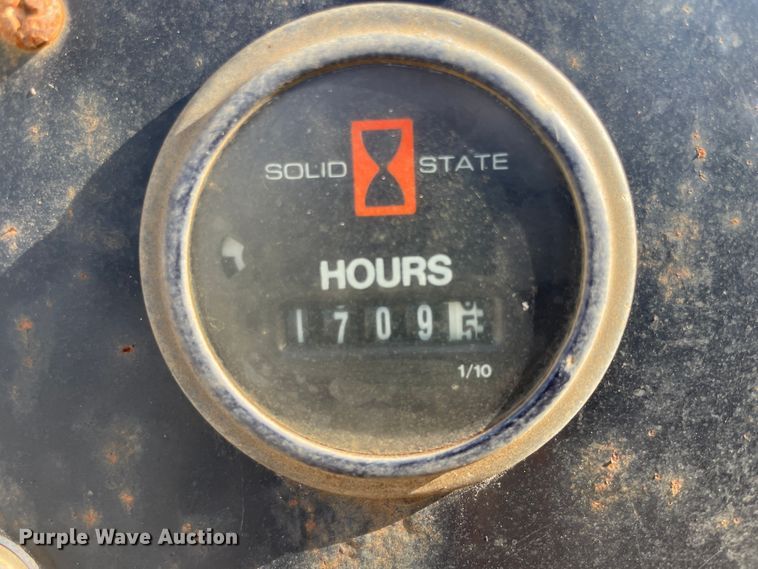 SOLID STATE
HOURS
1709
1/10
Purple Wave Auction